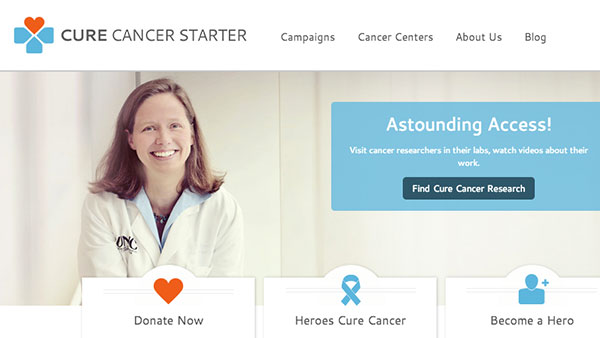 CURE CANCER STARTER
Campaigns
Cancer Centers
About Us
Blog
Astounding Access!
Visit cancer researchers in their labs, watch videos about their
work.
Find Cure Cancer Research
UNC
Donate Now
Heroes Cure Cancer
Become a Hero